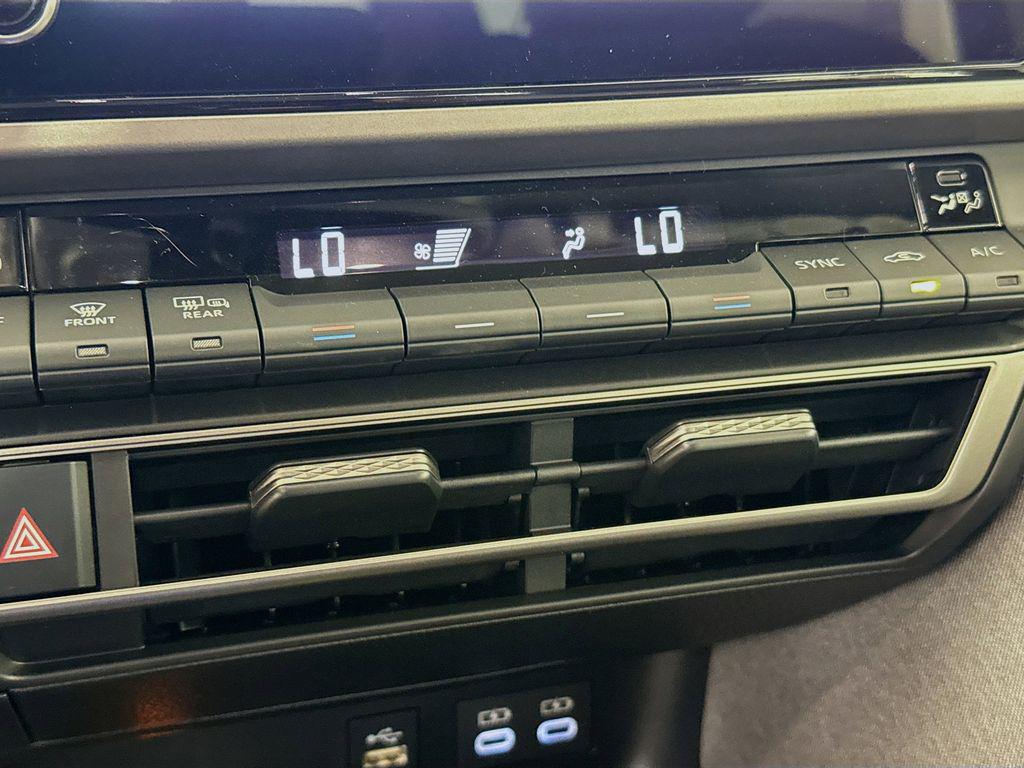 LO LO
FRONT
REAR
SYNC
A/C